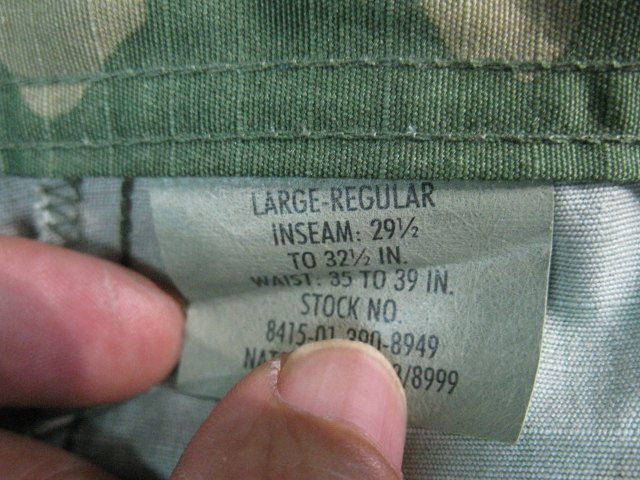 LARGE-REGULAR
INSEAM: 29½
TO 32½ IN.
WAIST: 35 TO 39 IN.
STOCK NO.
8415-01-390-8949
/8999